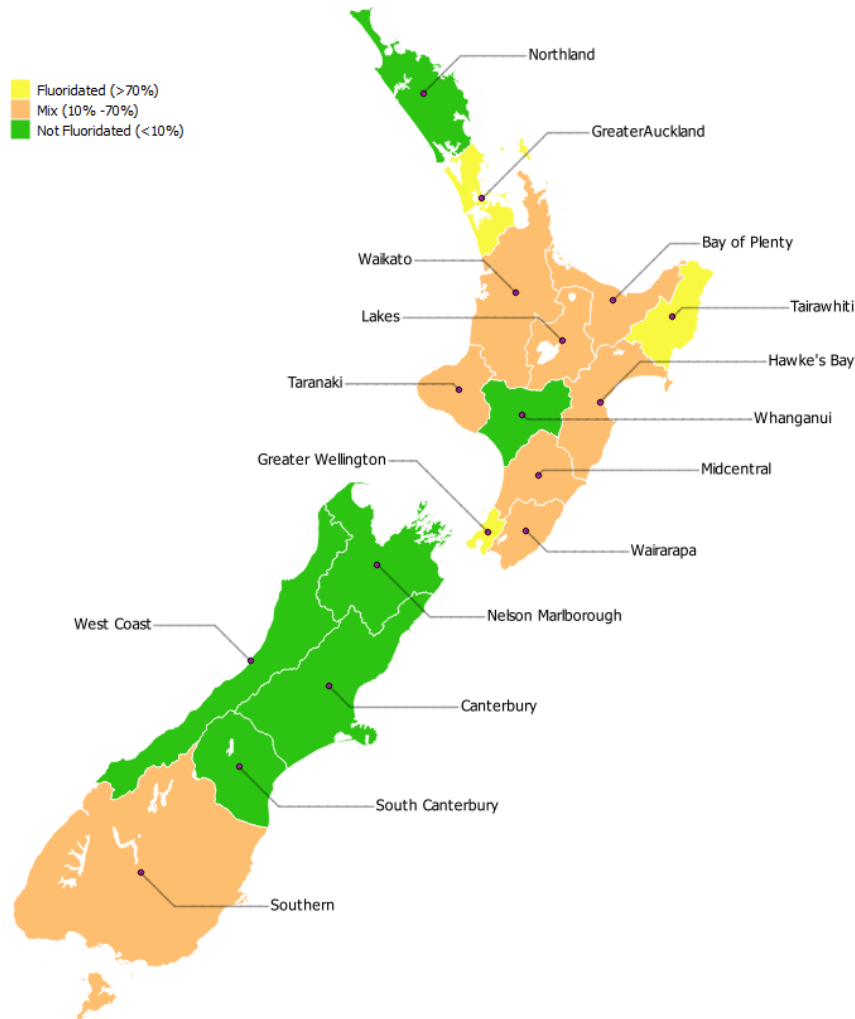 Northland
Fluoridated (>70%)
Mix (10% -70%)
Not Fluoridated (<10%)
GreaterAuckland
Bay of Plenty
Waikato
Tairawhiti
Lakes
Hawke's Bay
Taranaki
Whanganui
Greater Wellington
Midcentral
Wairarapa
Nelson Marlborough
West Coast
Canterbury
South Canterbury
Southern